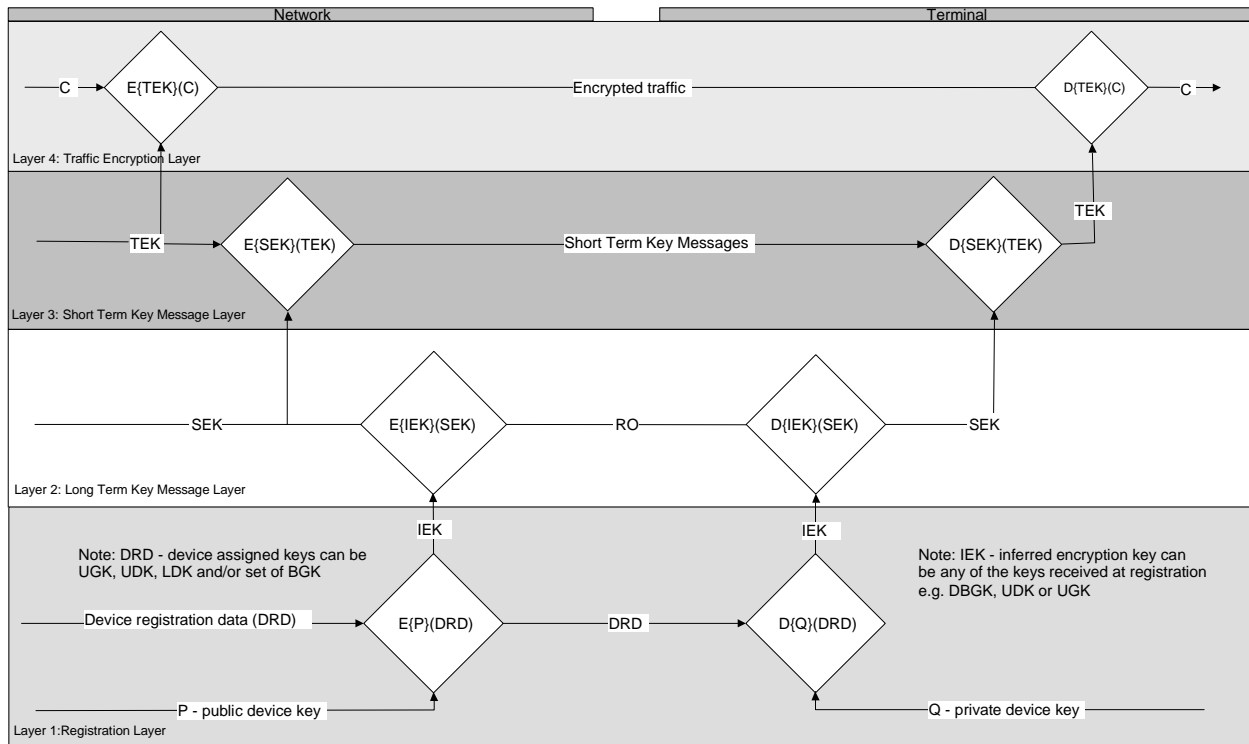 Network
Terminal
C
E{TEK}(C)
Encrypted traffic
D{TEK}(C)
C
Layer 4: Traffic Encryption Layer
TEK
E{SEK}(TEK)
Short Term Key Messages
D{SEK}(TEK)
TEK
Layer 3: Short Term Key Message Layer
SEK
E{IEK}(SEK)
RO
D{IEK}(SEK)
SEK
Layer 2: Long Term Key Message Layer
IEK
IEK
Note: DRD - device assigned keys can be
UGK, UDK, LDK and/or set of BGK
Note: IEK - inferred encryption key can
be any of the keys received at registration
e.g. DBGK, UDK or UGK
Device registration data (DRD)
E{P}(DRD)
DRD
D{Q}(DRD)
P - public device key
Q - private device key
Layer 1:Registration Layer